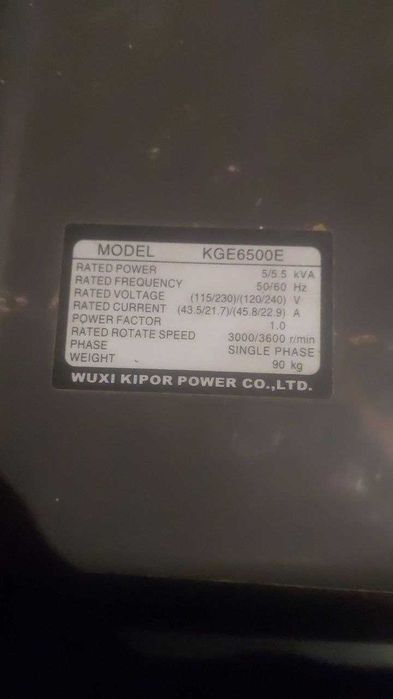 MODEL KGE6500E
RATED POWER 5/5.5 kVA
RATED FREQUENCY 50/60 Hz
RATED VOLTAGE (115/230)/(120/240) V
RATED CURRENT (43.5/21.7)/(45.8/22.9) A
POWER FACTOR 1.0
RATED ROTATE SPEED 3000/3600 r/min
PHASE SINGLE PHASE
WEIGHT 90 kg
WUXI KIPOR POWER CO.,LTD.